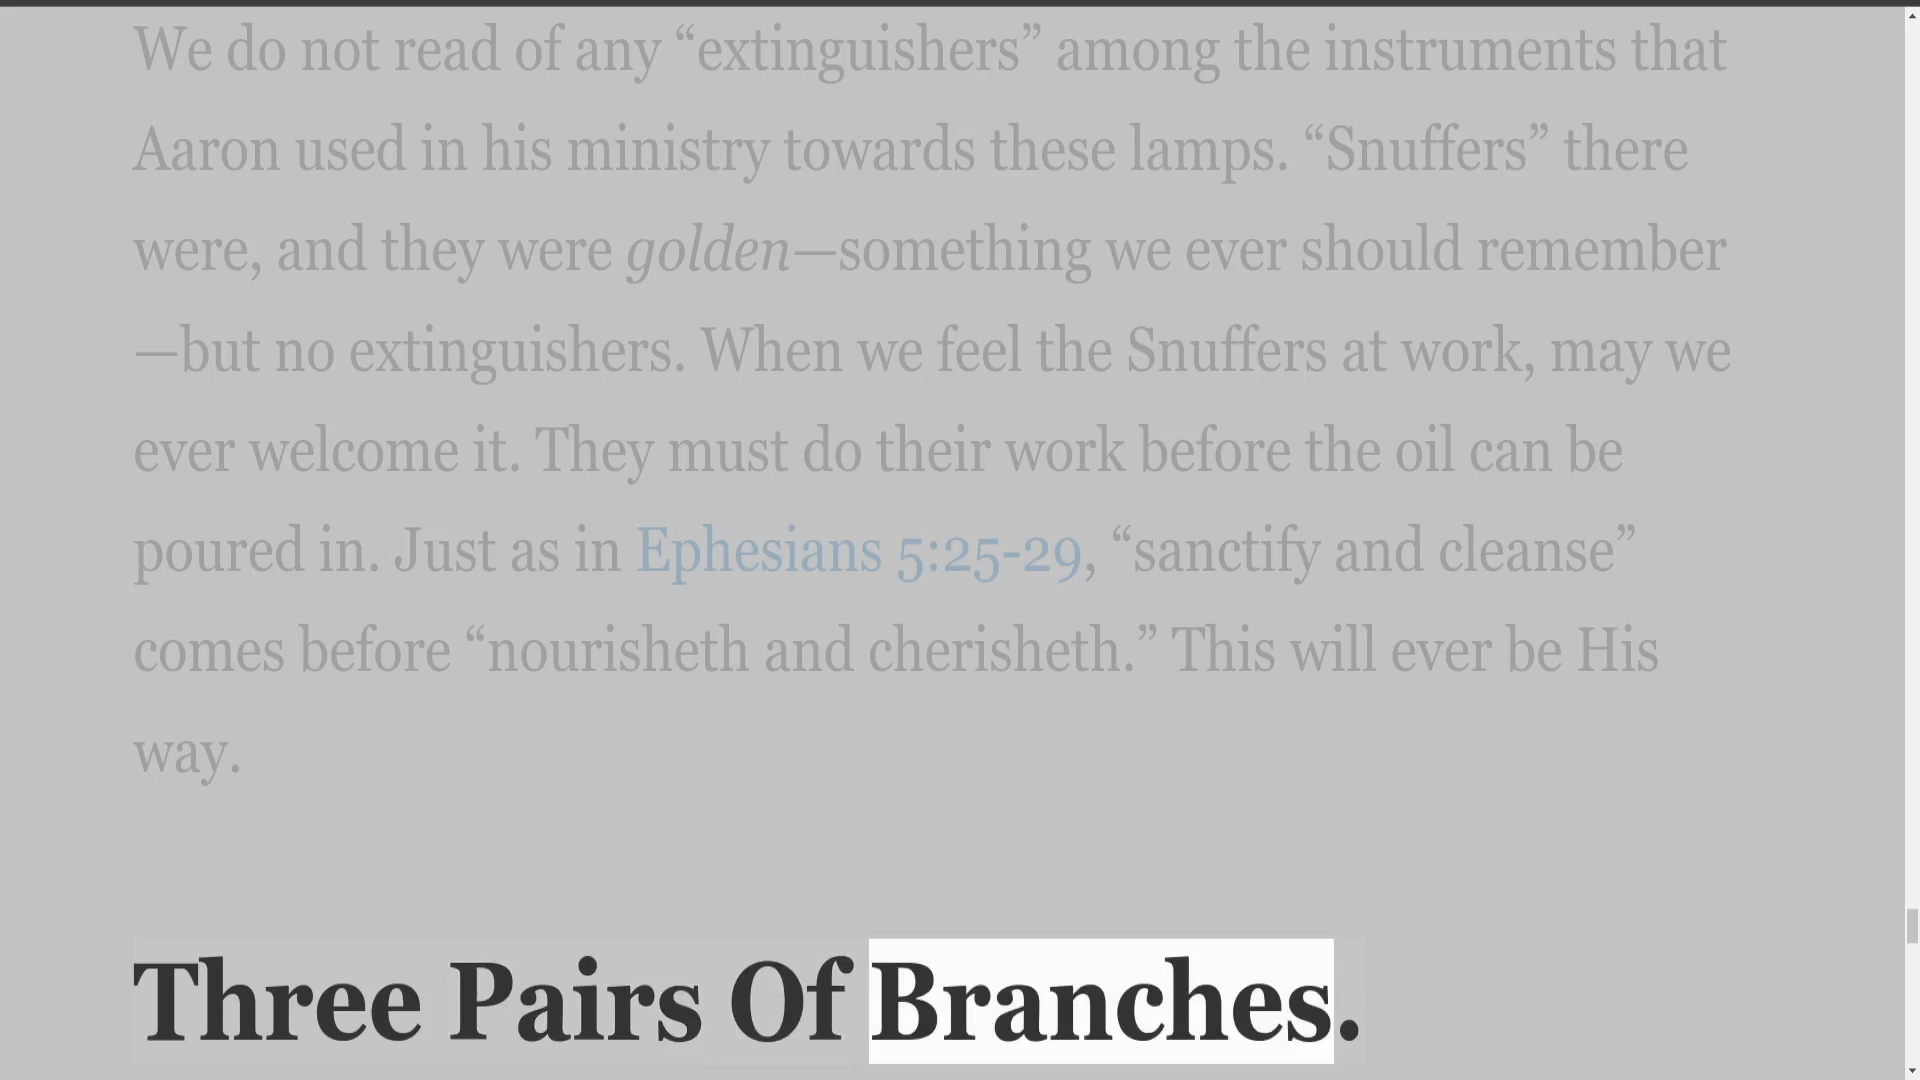 We do not read of any “extinguishers” among the instruments that
Aaron used in his ministry towards these lamps. “Snuffers” there
were, and they were golden—something we ever should remember
—but no extinguishers. When we feel the Snuffers at work, may we
ever welcome it. They must do their work before the oil can be
poured in. Just as in Ephesians 5:25-29, “sanctify and cleanse”
comes before “nourisheth and cherisheth.” This will ever be His
way.
Three Pairs Of Branches.